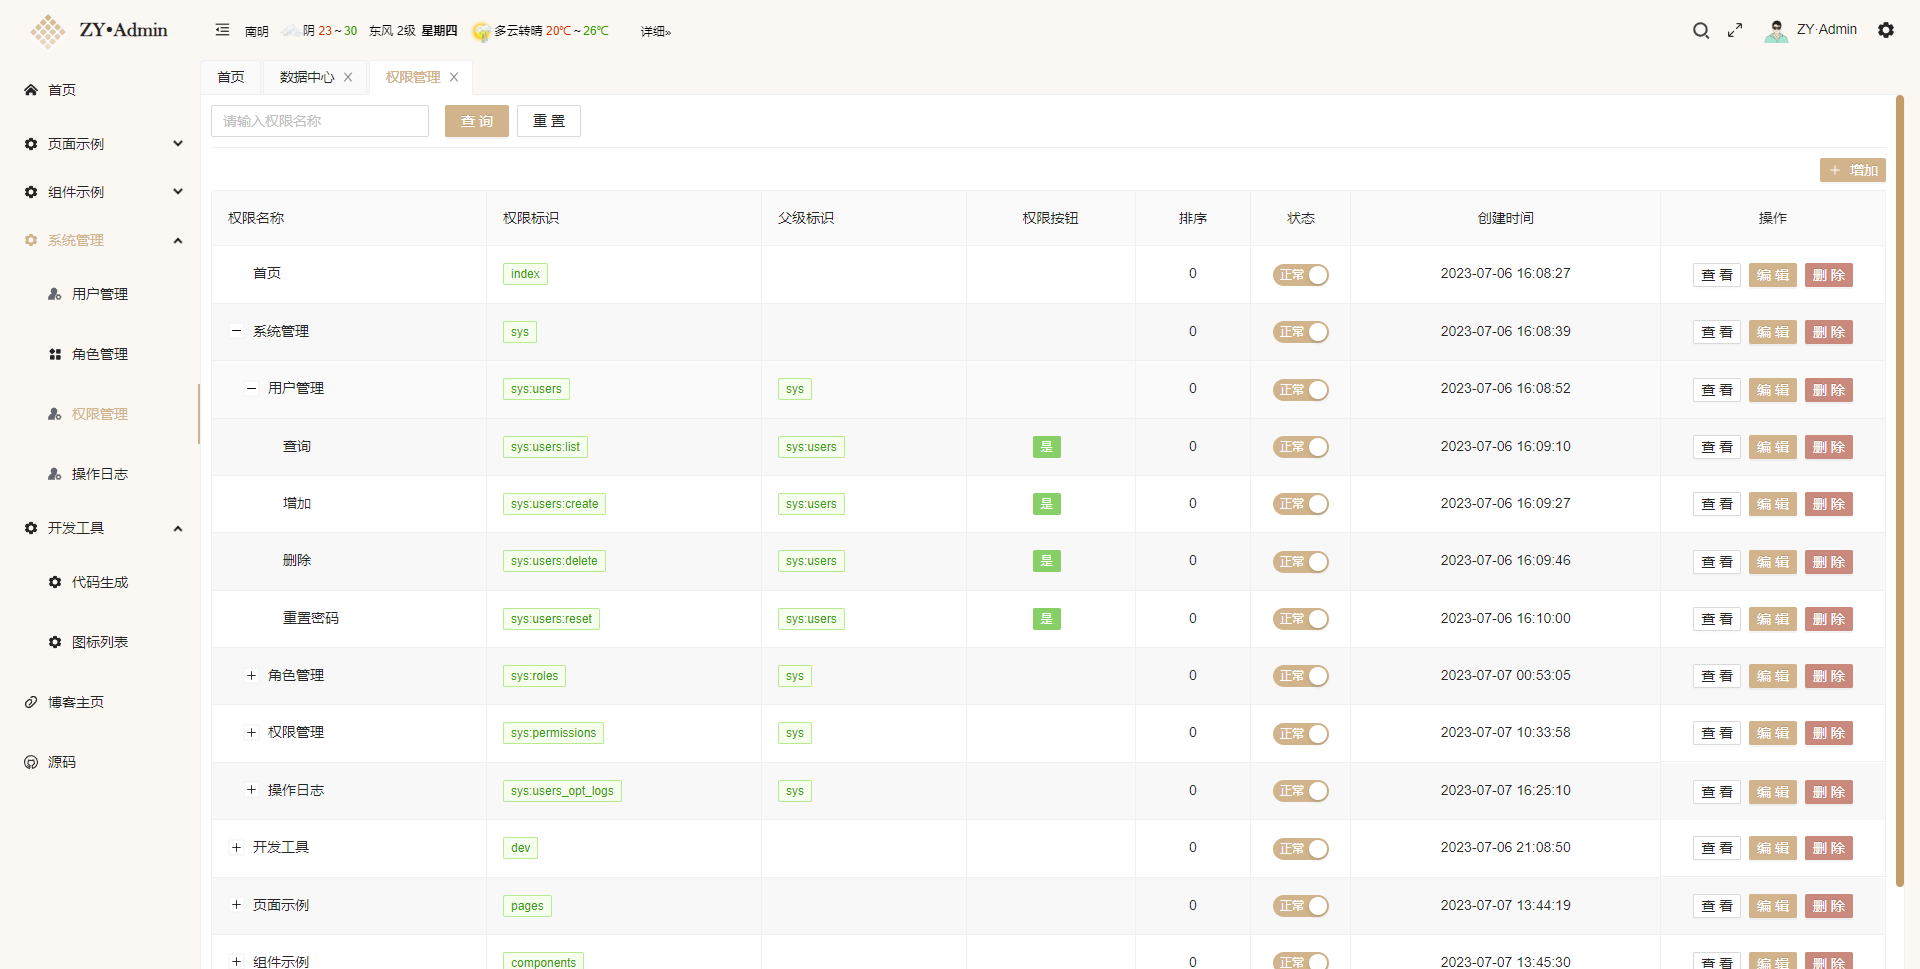 ZY•Admin
南明 阴 23～30 东风 2级 星期四 多云转晴 20℃～26℃ 详细»
ZY·Admin
首页
页面示例
组件示例
系统管理
用户管理
角色管理
权限管理
操作日志
开发工具
代码生成
图标列表
博客主页
源码
首页 数据中心 权限管理
请输入权限名称 查 询 重 置
增加
权限名称 权限标识 父级标识 权限按钮 排序 状态 创建时间 操作
首页 index 0 正常 2023-07-06 16:08:27 查 看 编 辑 删 除
系统管理 sys 0 正常 2023-07-06 16:08:39 查 看 编 辑 删 除
用户管理 sys:users sys 0 正常 2023-07-06 16:08:52 查 看 编 辑 删 除
查询 sys:users:list sys:users 是 0 正常 2023-07-06 16:09:10 查 看 编 辑 删 除
增加 sys:users:create sys:users 是 0 正常 2023-07-06 16:09:27 查 看 编 辑 删 除
删除 sys:users:delete sys:users 是 0 正常 2023-07-06 16:09:46 查 看 编 辑 删 除
重置密码 sys:users:reset sys:users 是 0 正常 2023-07-06 16:10:00 查 看 编 辑 删 除
角色管理 sys:roles sys 0 正常 2023-07-07 00:53:05 查 看 编 辑 删 除
权限管理 sys:permissions sys 0 正常 2023-07-07 10:33:58 查 看 编 辑 删 除
操作日志 sys:users_opt_logs sys 0 正常 2023-07-07 16:25:10 查 看 编 辑 删 除
开发工具 dev 0 正常 2023-07-06 21:08:50 查 看 编 辑 删 除
页面示例 pages 0 正常 2023-07-07 13:44:19 查 看 编 辑 删 除
组件示例 components 0 正常 2023-07-07 13:45:30 查 看 编 辑 删 除